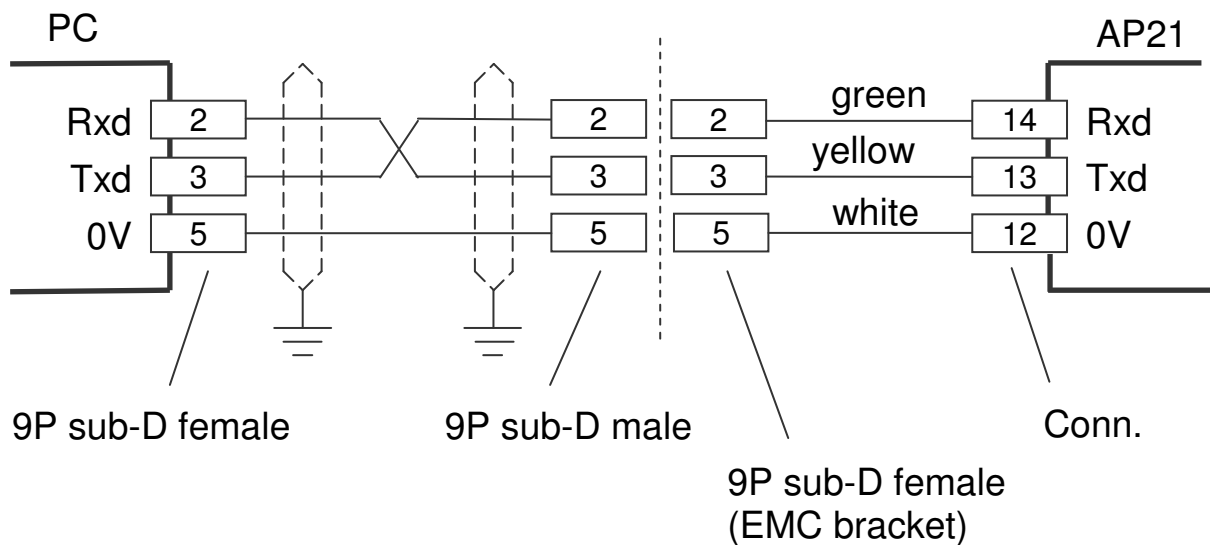 PC
AP21
Rxd 2 2 2 green 14 Rxd
Txd 3 3 3 yellow 13 Txd
0V 5 5 5 white 12 0V
9P sub-D female
9P sub-D male
Conn.
9P sub-D female
(EMC bracket)